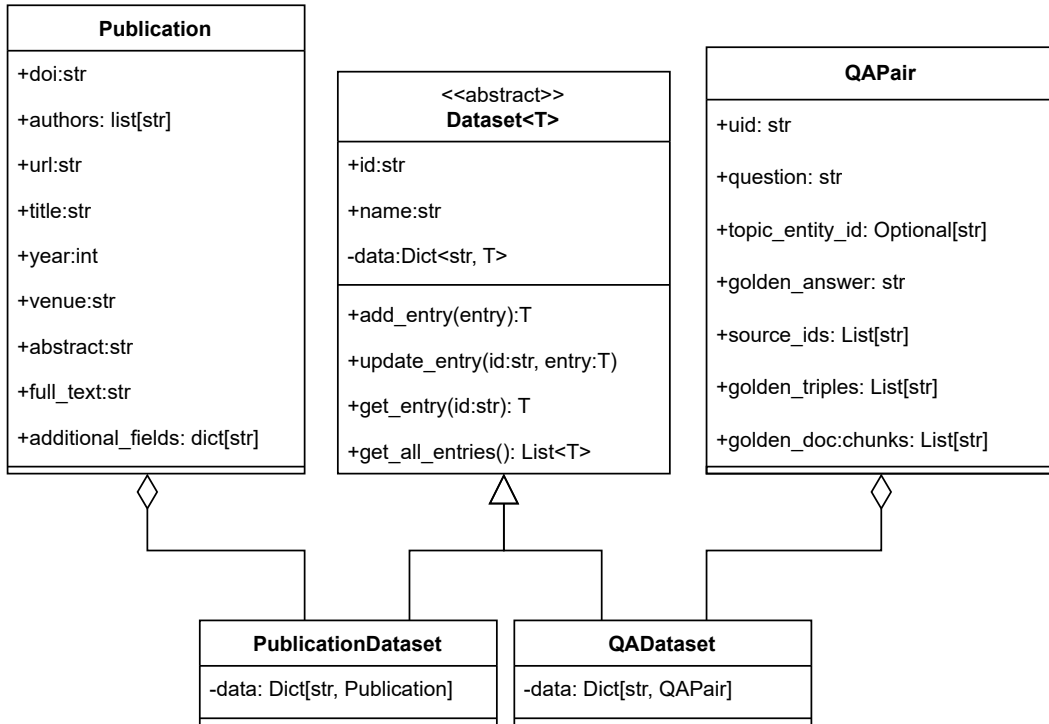 Publication
+doi:str
+authors: list[str]
+url:str
+title:str
+year:int
+venue:str
+abstract:str
+full_text:str
+additional_fields: dict[str]
<<abstract>>
Dataset<T>
+id:str
+name:str
-data:Dict<str, T>
+add_entry(entry):T
+update_entry(id:str, entry:T)
+get_entry(id:str): T
+get_all_entries(): List<T>
QAPair
+uid: str
+question: str
+topic_entity_id: Optional[str]
+golden_answer: str
+source_ids: List[str]
+golden_triples: List[str]
+golden_doc:chunks: List[str]
PublicationDataset
-data: Dict[str, Publication]
QADataset
-data: Dict[str, QAPair]